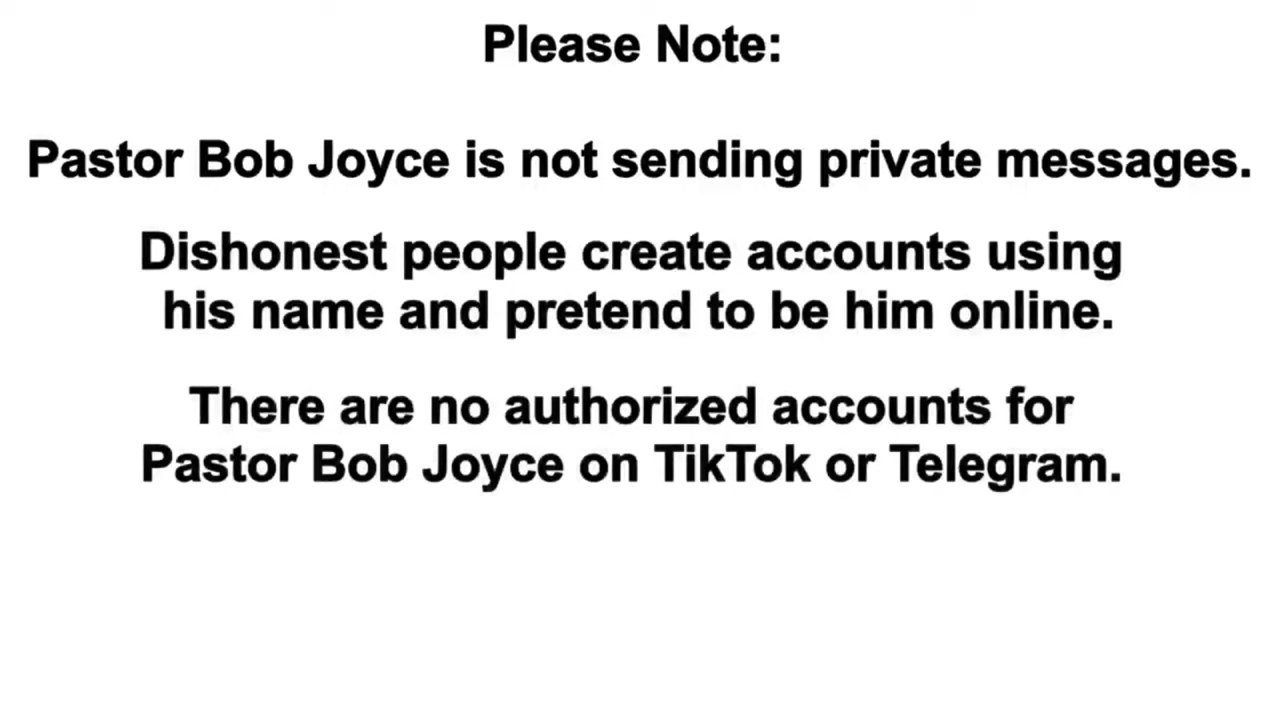 Please Note:
Pastor Bob Joyce is not sending private messages.
Dishonest people create accounts using
his name and pretend to be him online.
There are no authorized accounts for
Pastor Bob Joyce on TikTok or Telegram.